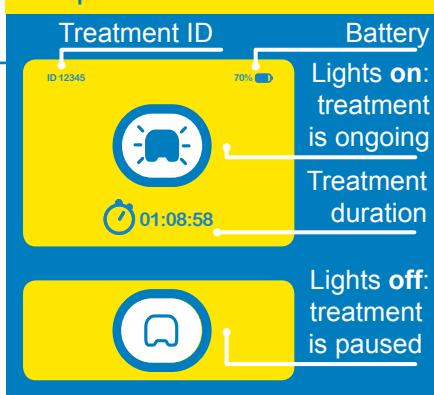 Treatment ID
Battery
ID 12345
70%
Lights on:
treatment
is ongoing
Treatment
duration
01:08:58
Lights off:
treatment
is paused